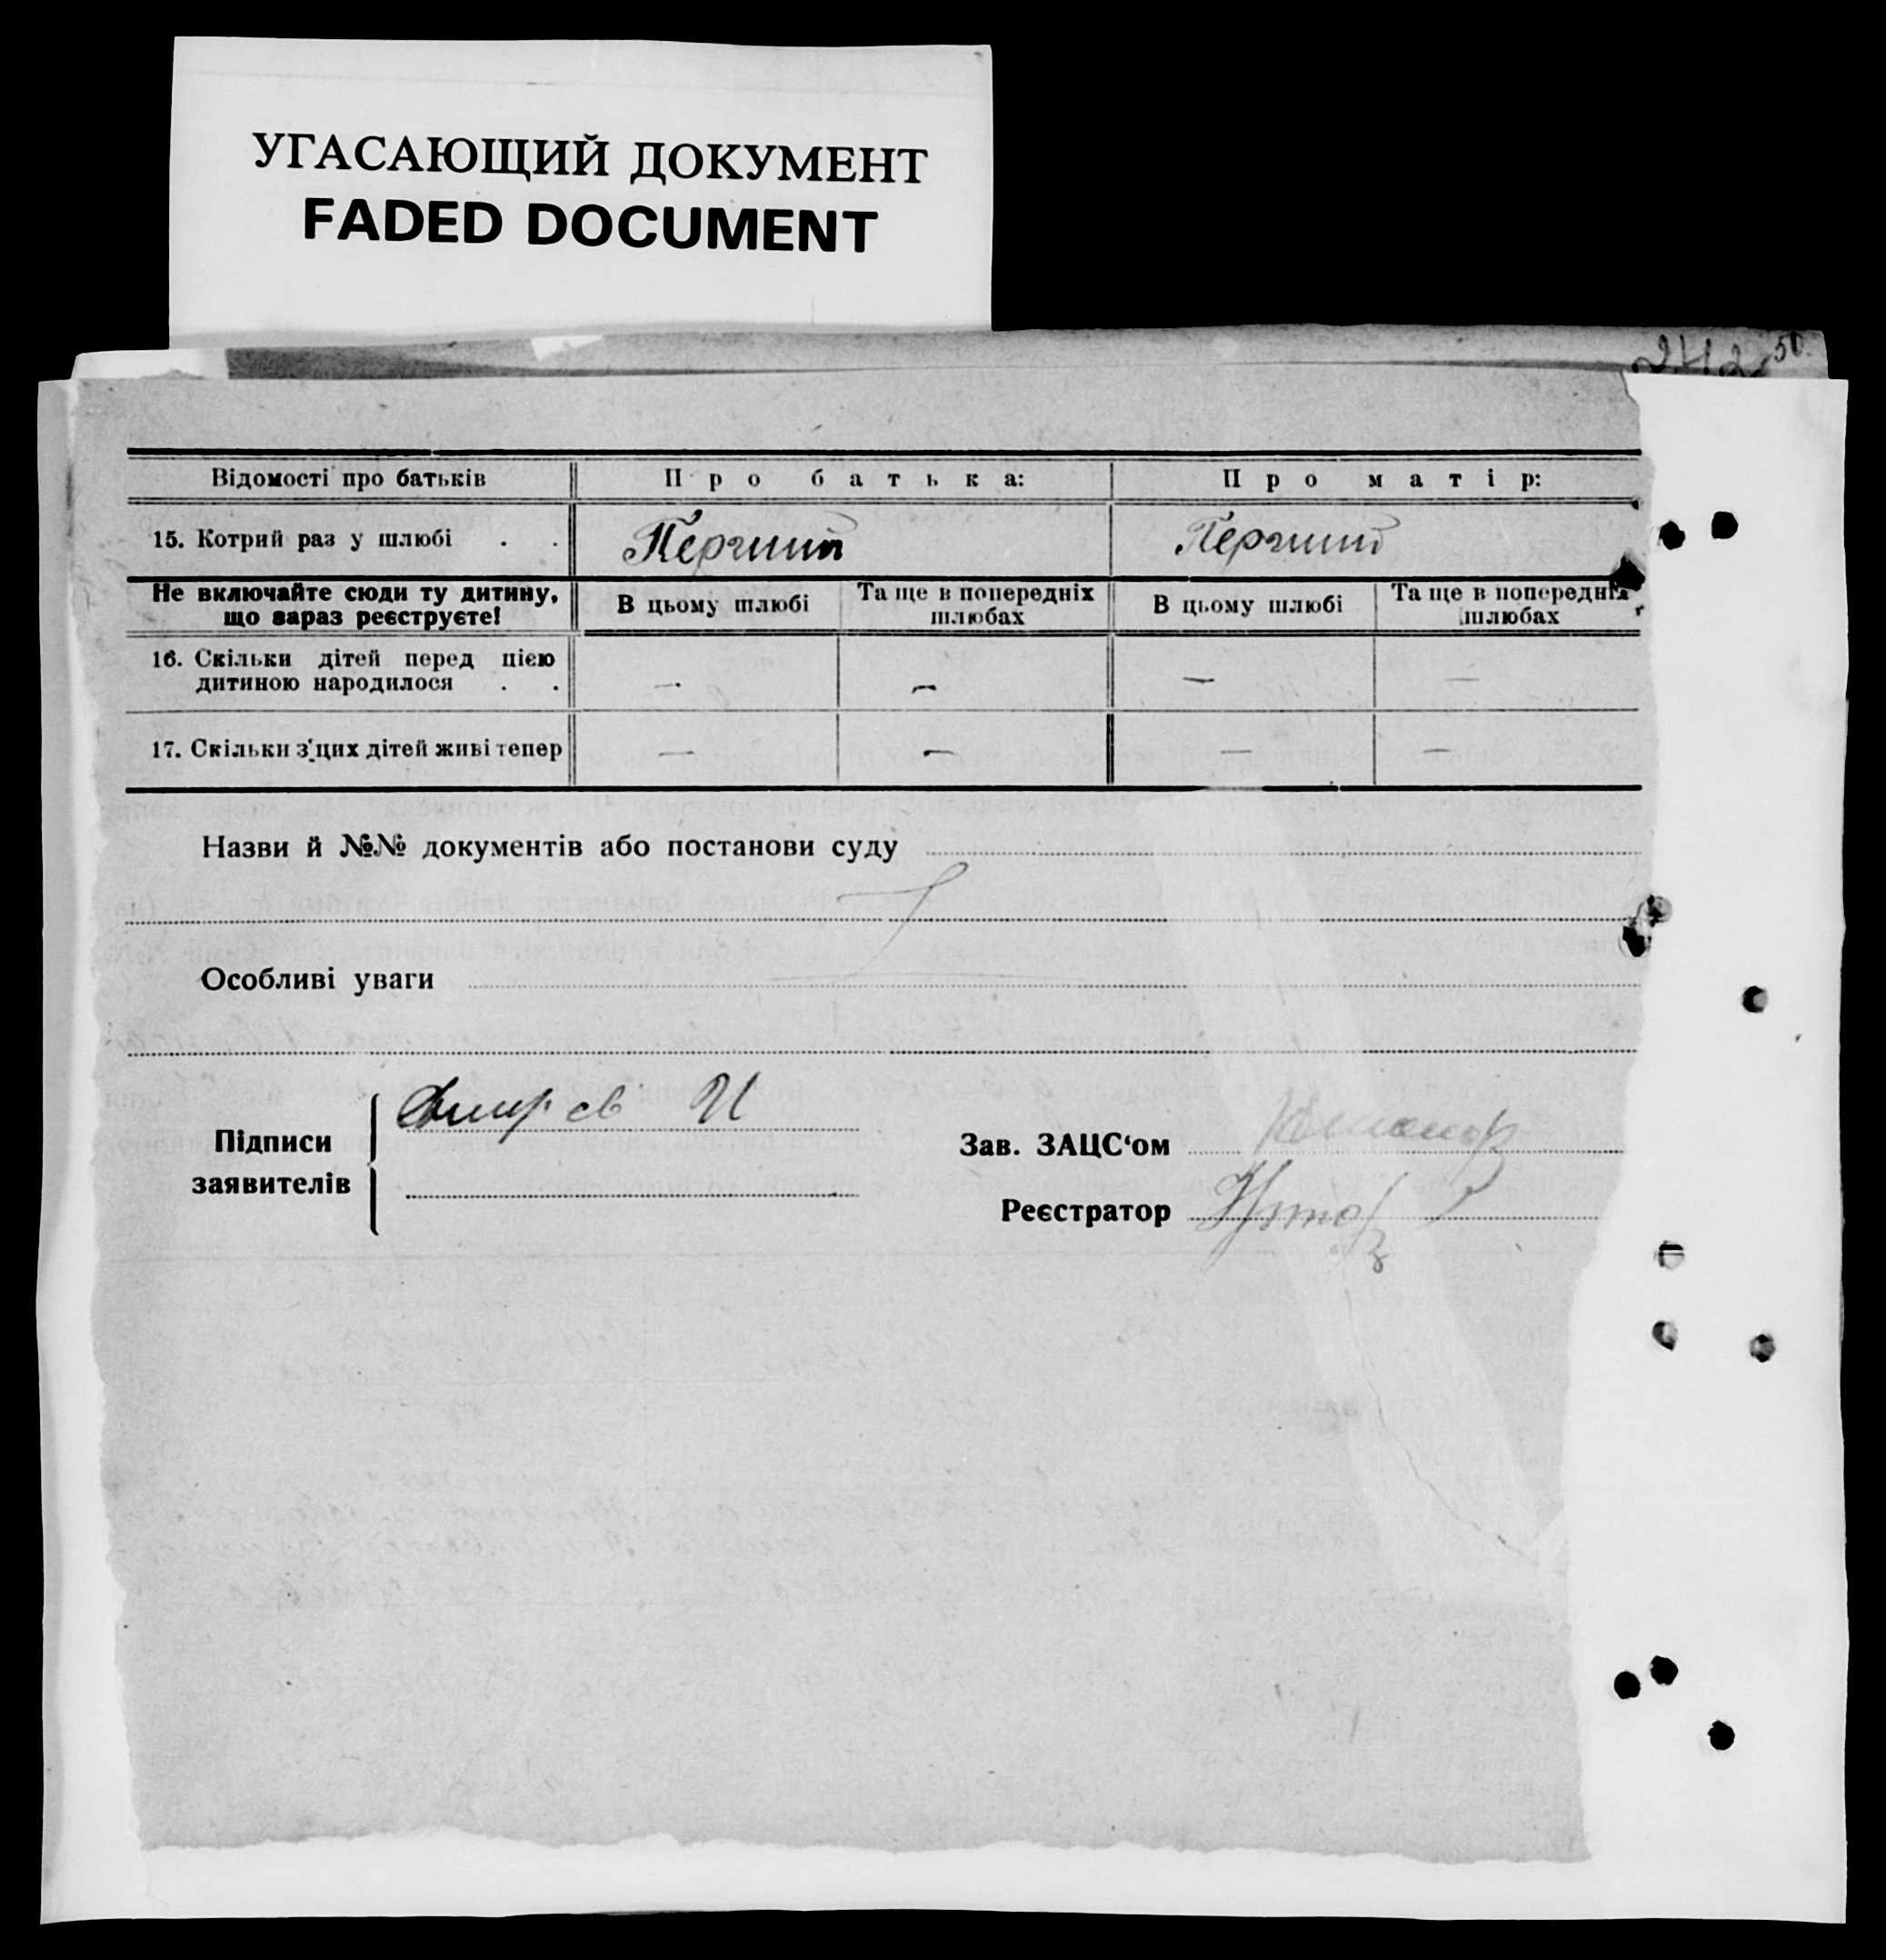 УГАСАЮЩИЙ ДОКУМЕНТ
FADED DOCUMENT
242 50.
Відомості про батьків Про батька: Про матір:
15. Котрий раз у шлюбі . . Перший Перший
Не включайте сюди ту дитину, що зараз реєструєте! В цьому шлюбі Та ще в попередніх шлюбах В цьому шлюбі Та ще в попередніх шлюбах
16. Скільки дітей перед цією дитиною народилося . . — — — —
17. Скільки з'цих дітей живі тепер — — — —
Назви й №№ документів або постанови суду
Особливі уваги
Підписи заявителів
Зав. ЗАЦС‘ом
Реєстратор